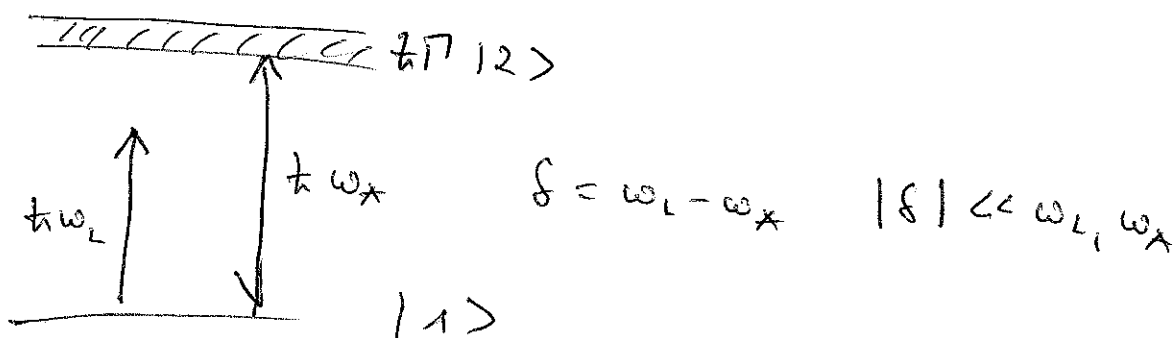 ħΓ |2>
ħω_L
ħω_A
δ = ω_L - ω_A |δ| << ω_L, ω_A
|1>